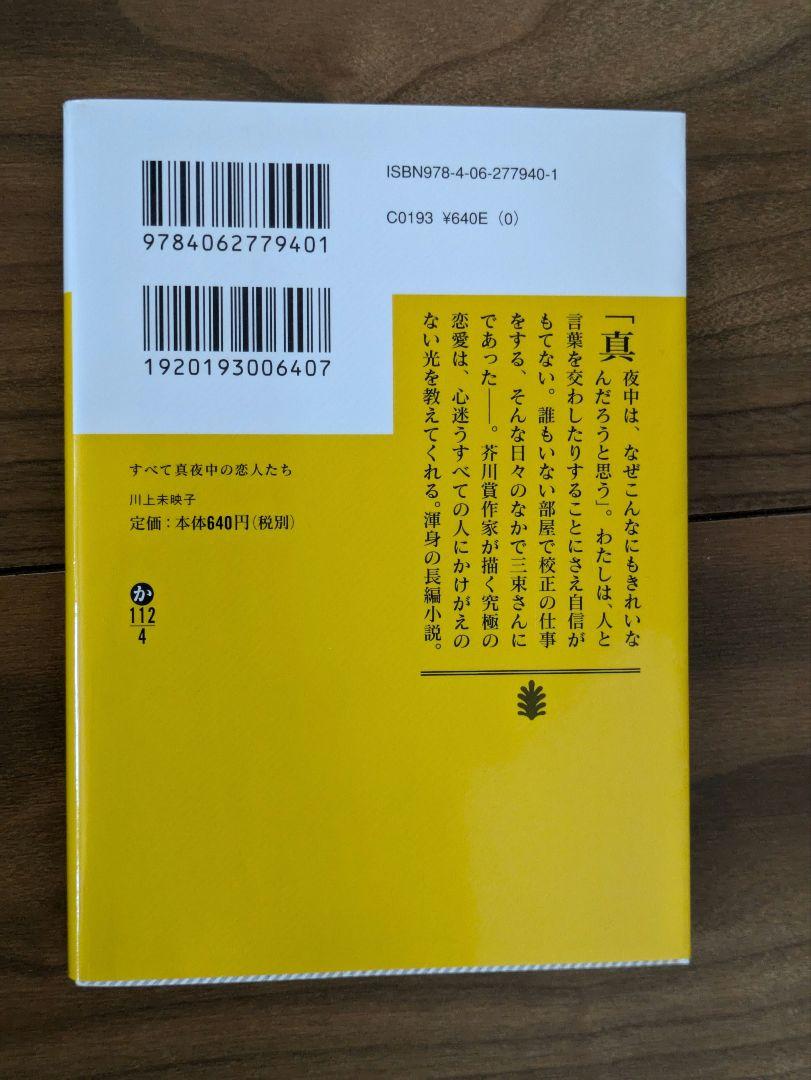 9784062779401
ISBN978-4-06-277940-1
C0193 ¥640E (0)
1920193006407
「真夜中は、なぜこんなにもきれいな
んだろうと思う」。わたしは、人と
言葉を交わしたりすることにさえ自信が
もてない。誰もいない部屋で校正の仕事
をする、そんな日々のなかで三束さんに
であった――。芥川賞作家が描く究極の
恋愛は、心迷うすべての人にかけがえの
ない光を教えてくれる。渾身の長編小説。
すべて真夜中の恋人たち
川上未映子
定価：本体640円（税別）
か
112
4